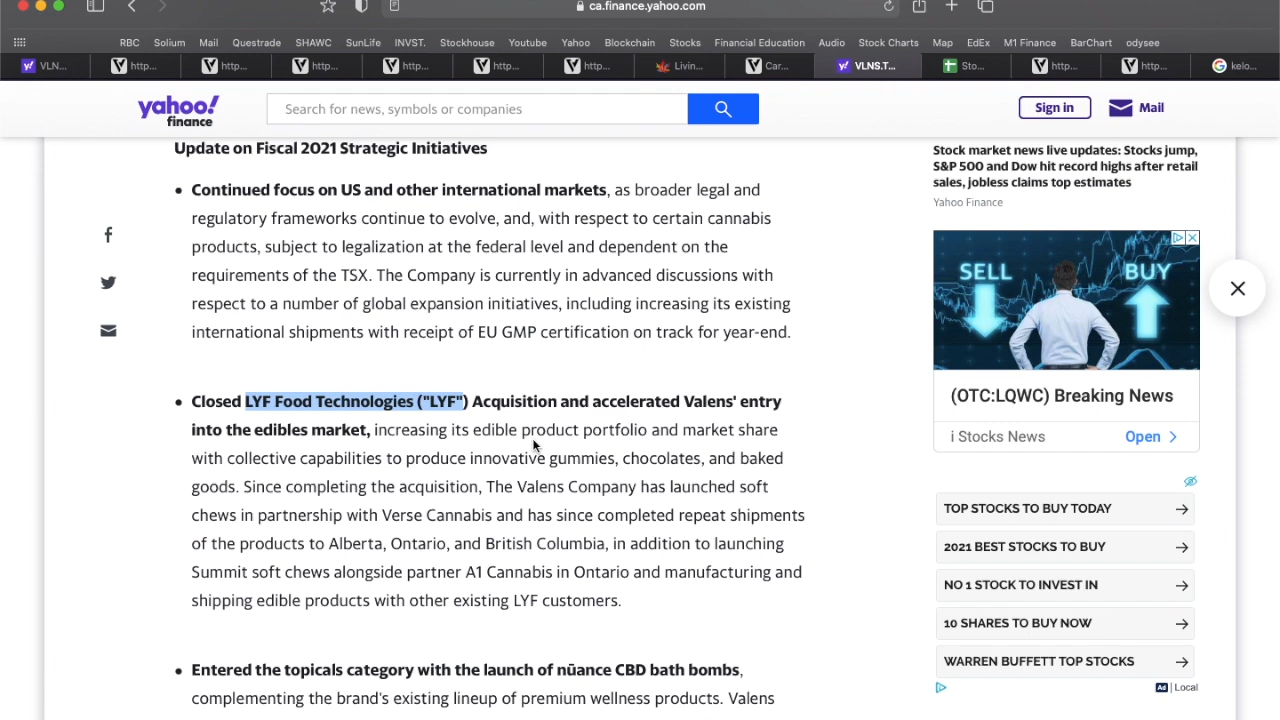 ca.finance.yahoo.com
RBC Solium Mail Questrade SHAWC SunLife INVST. Stockhouse Youtube Yahoo Blockchain Stocks Financial Education Audio Stock Charts Map EdEx M1 Finance BarChart odysee
VLN... http... http... http... http... http... http... Livin... Car... VLNS.T... Sto... http... http... kelo...
yahoo!
finance
Search for news, symbols or companies
Sign in
Mail
Update on Fiscal 2021 Strategic Initiatives
• Continued focus on US and other international markets, as broader legal and
regulatory frameworks continue to evolve, and, with respect to certain cannabis
products, subject to legalization at the federal level and dependent on the
requirements of the TSX. The Company is currently in advanced discussions with
respect to a number of global expansion initiatives, including increasing its existing
international shipments with receipt of EU GMP certification on track for year-end.
• Closed LYF Food Technologies ("LYF") Acquisition and accelerated Valens' entry
into the edibles market, increasing its edible product portfolio and market share
with collective capabilities to produce innovative gummies, chocolates, and baked
goods. Since completing the acquisition, The Valens Company has launched soft
chews in partnership with Verse Cannabis and has since completed repeat shipments
of the products to Alberta, Ontario, and British Columbia, in addition to launching
Summit soft chews alongside partner A1 Cannabis in Ontario and manufacturing and
shipping edible products with other existing LYF customers.
• Entered the topicals category with the launch of nūance CBD bath bombs,
complementing the brand's existing lineup of premium wellness products. Valens
Stock market news live updates: Stocks jump,
S&P 500 and Dow hit record highs after retail
sales, jobless claims top estimates
Yahoo Finance
SELL BUY
(OTC:LQWC) Breaking News
i Stocks News
Open
TOP STOCKS TO BUY TODAY
2021 BEST STOCKS TO BUY
NO 1 STOCK TO INVEST IN
10 SHARES TO BUY NOW
WARREN BUFFETT TOP STOCKS
Ad | Local